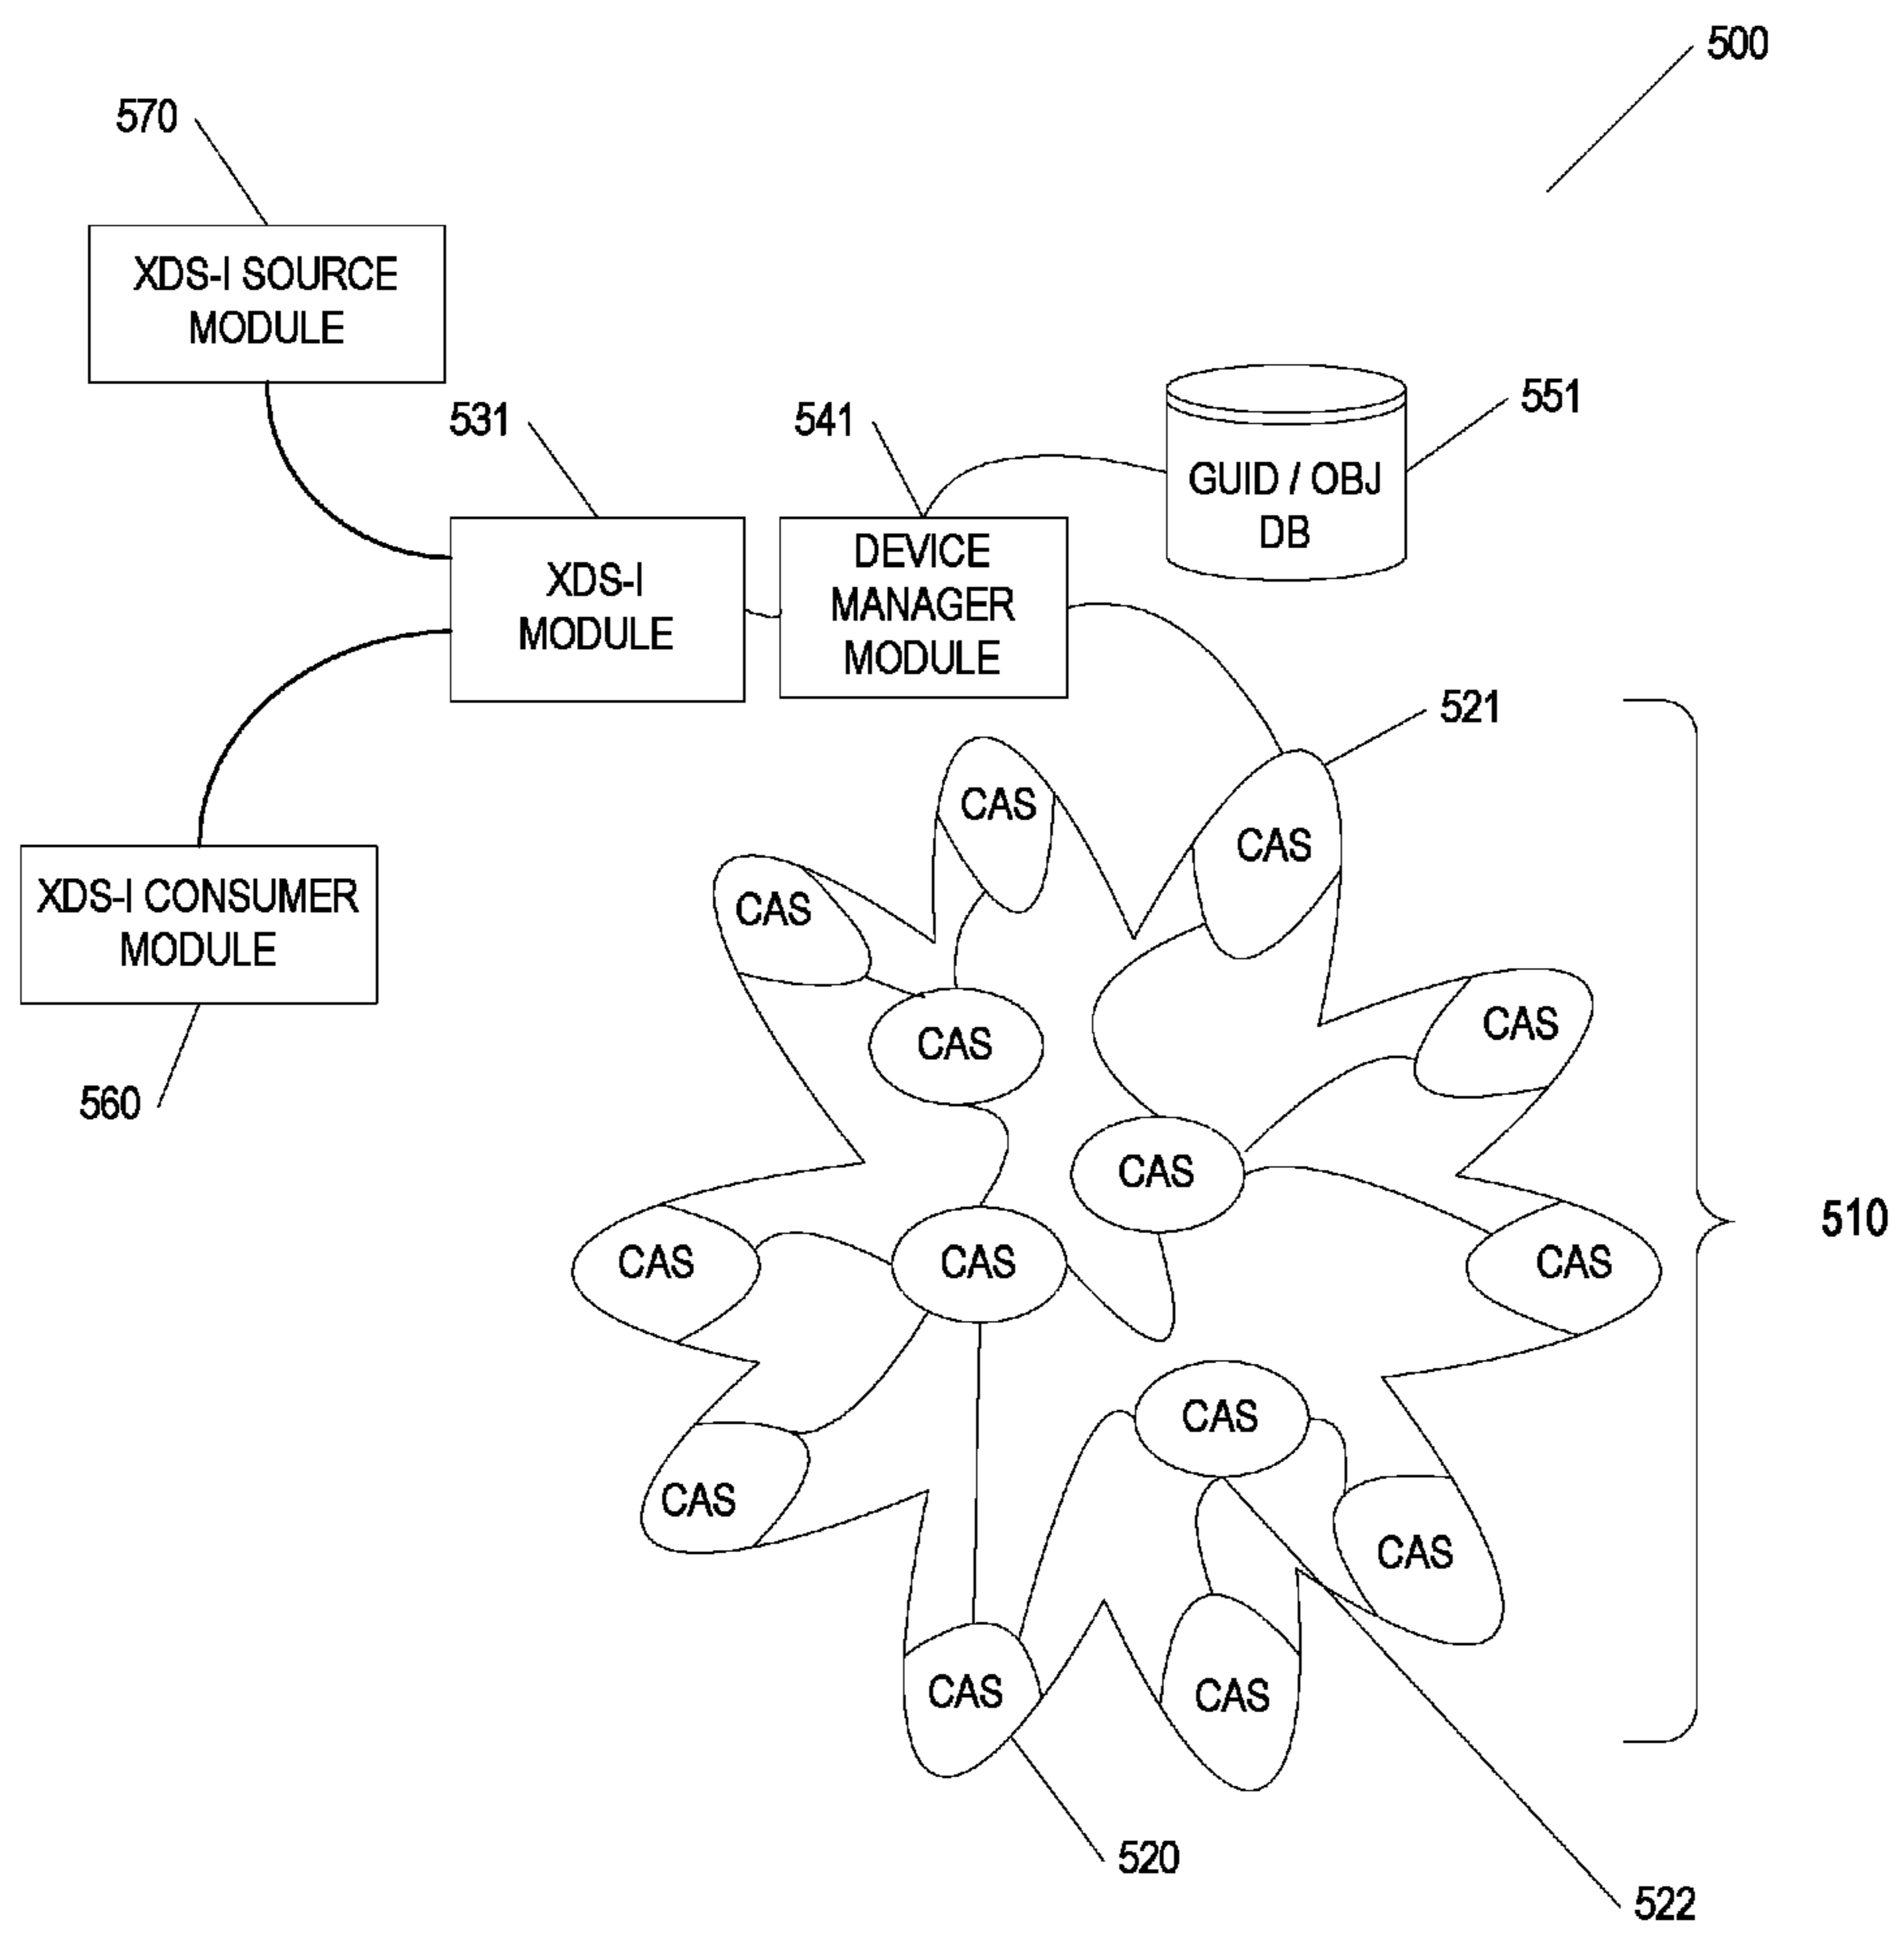 500
570
XDS-I SOURCE
MODULE
531
541
551
GUID / OBJ
DB
XDS-I
MODULE
DEVICE
MANAGER
MODULE
521
CAS
CAS
XDS-I CONSUMER
MODULE
CAS
CAS
CAS
560
CAS
510
CAS
CAS
CAS
CAS
CAS
CAS
CAS
CAS
520
522